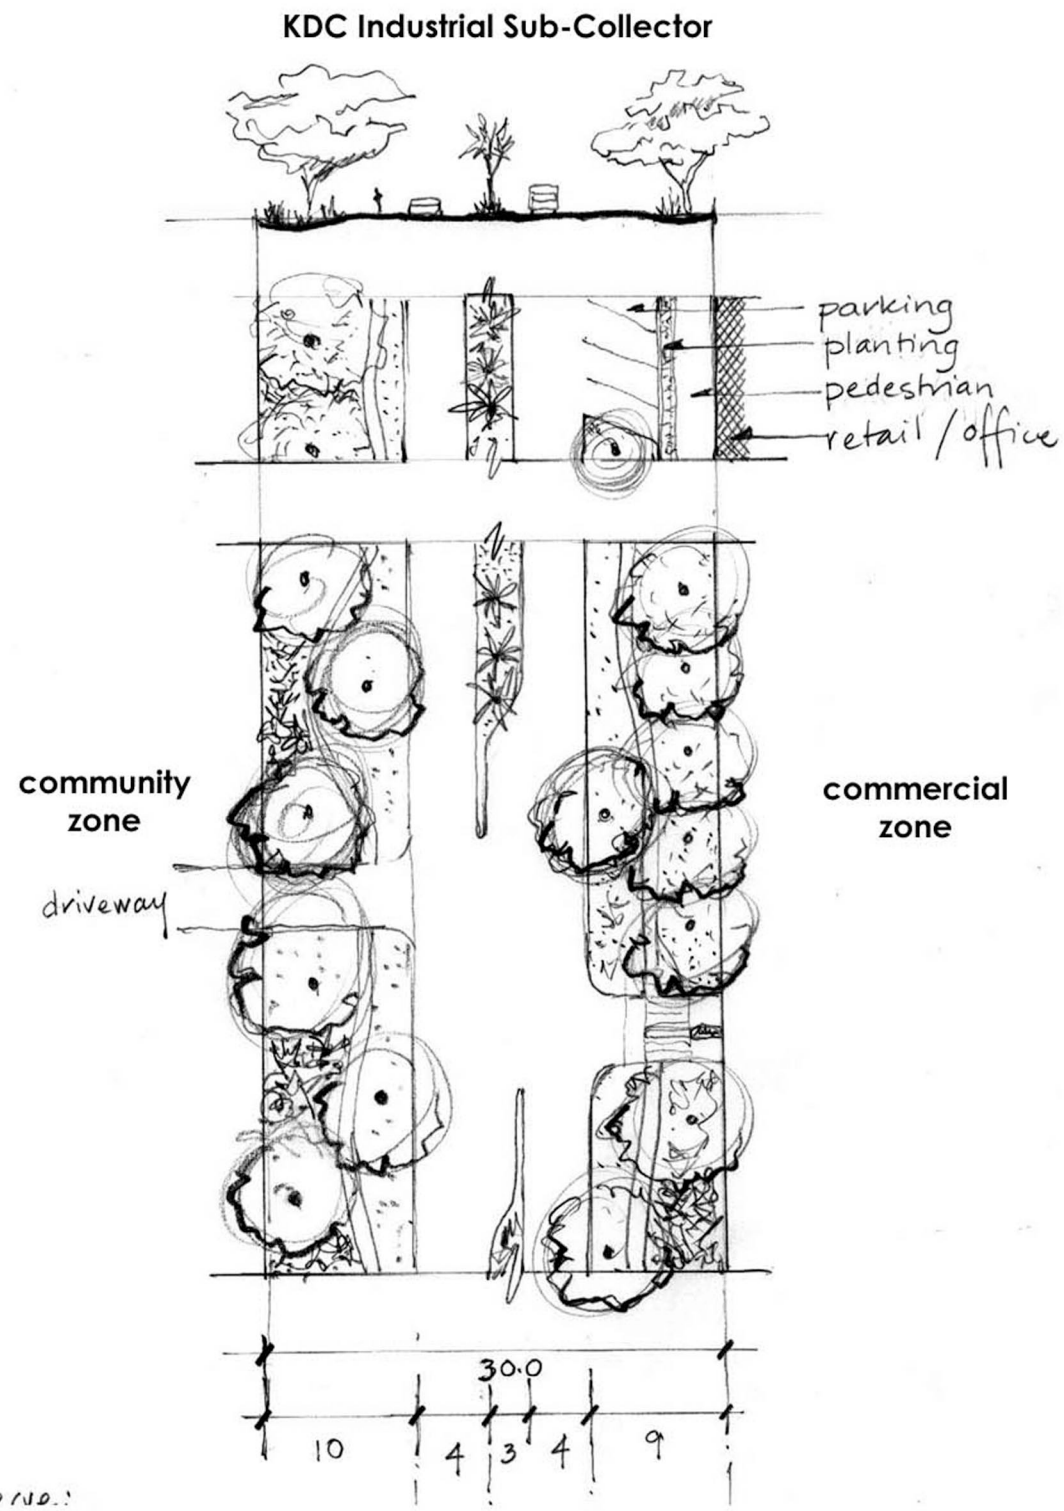 KDC Industrial Sub-Collector
parking
planting
pedestrian
retail / office
community
zone
commercial
zone
driveway
30.0
10
4
3
4
9